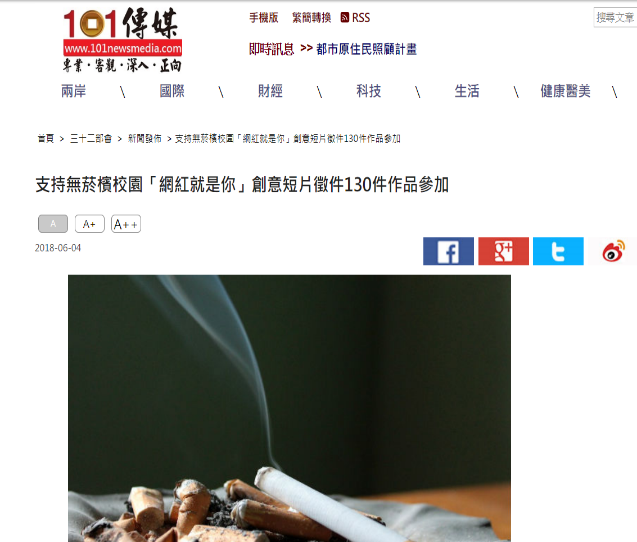 101傳媒
www.101newsmedia.com
專業·客觀·深入·正向
手機版 繁簡轉換 RSS
即時訊息 >> 都市原住民照顧計畫
搜尋文章
兩岸 \ 國際 \ 財經 \ 科技 \ 生活 \ 健康醫美 \
首頁 > 三十二部會 > 新聞發佈 > 支持無菸檳校園「網紅就是你」創意短片徵件130件作品參加
支持無菸檳校園「網紅就是你」創意短片徵件130件作品參加
A A+ A++
2018-06-04